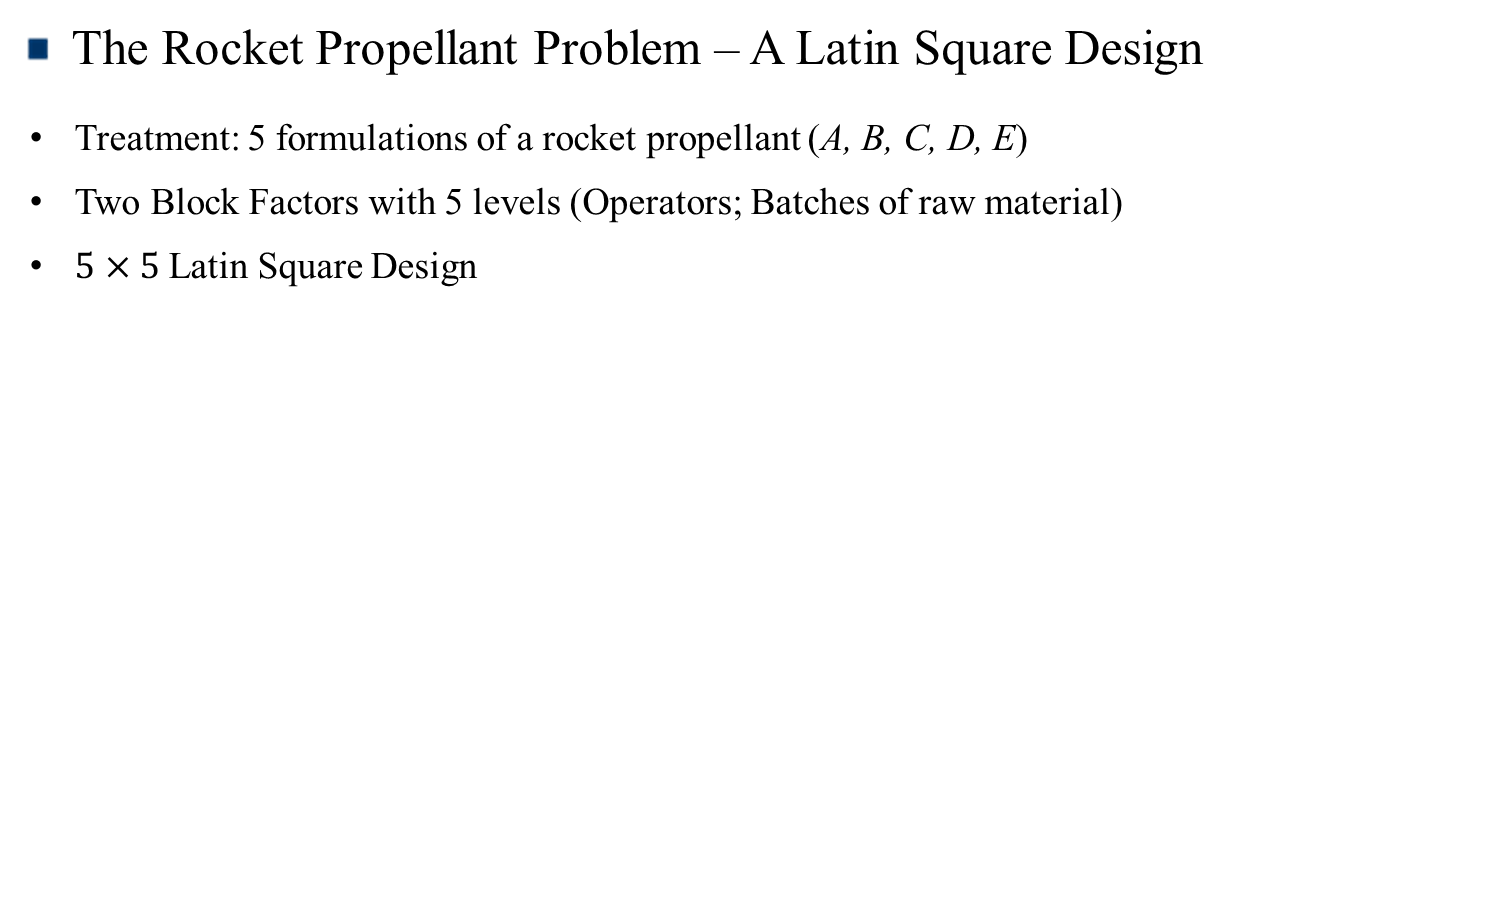 The Rocket Propellant Problem – A Latin Square Design
• Treatment: 5 formulations of a rocket propellant (A, B, C, D, E)
• Two Block Factors with 5 levels (Operators; Batches of raw material)
• 5 × 5 Latin Square Design